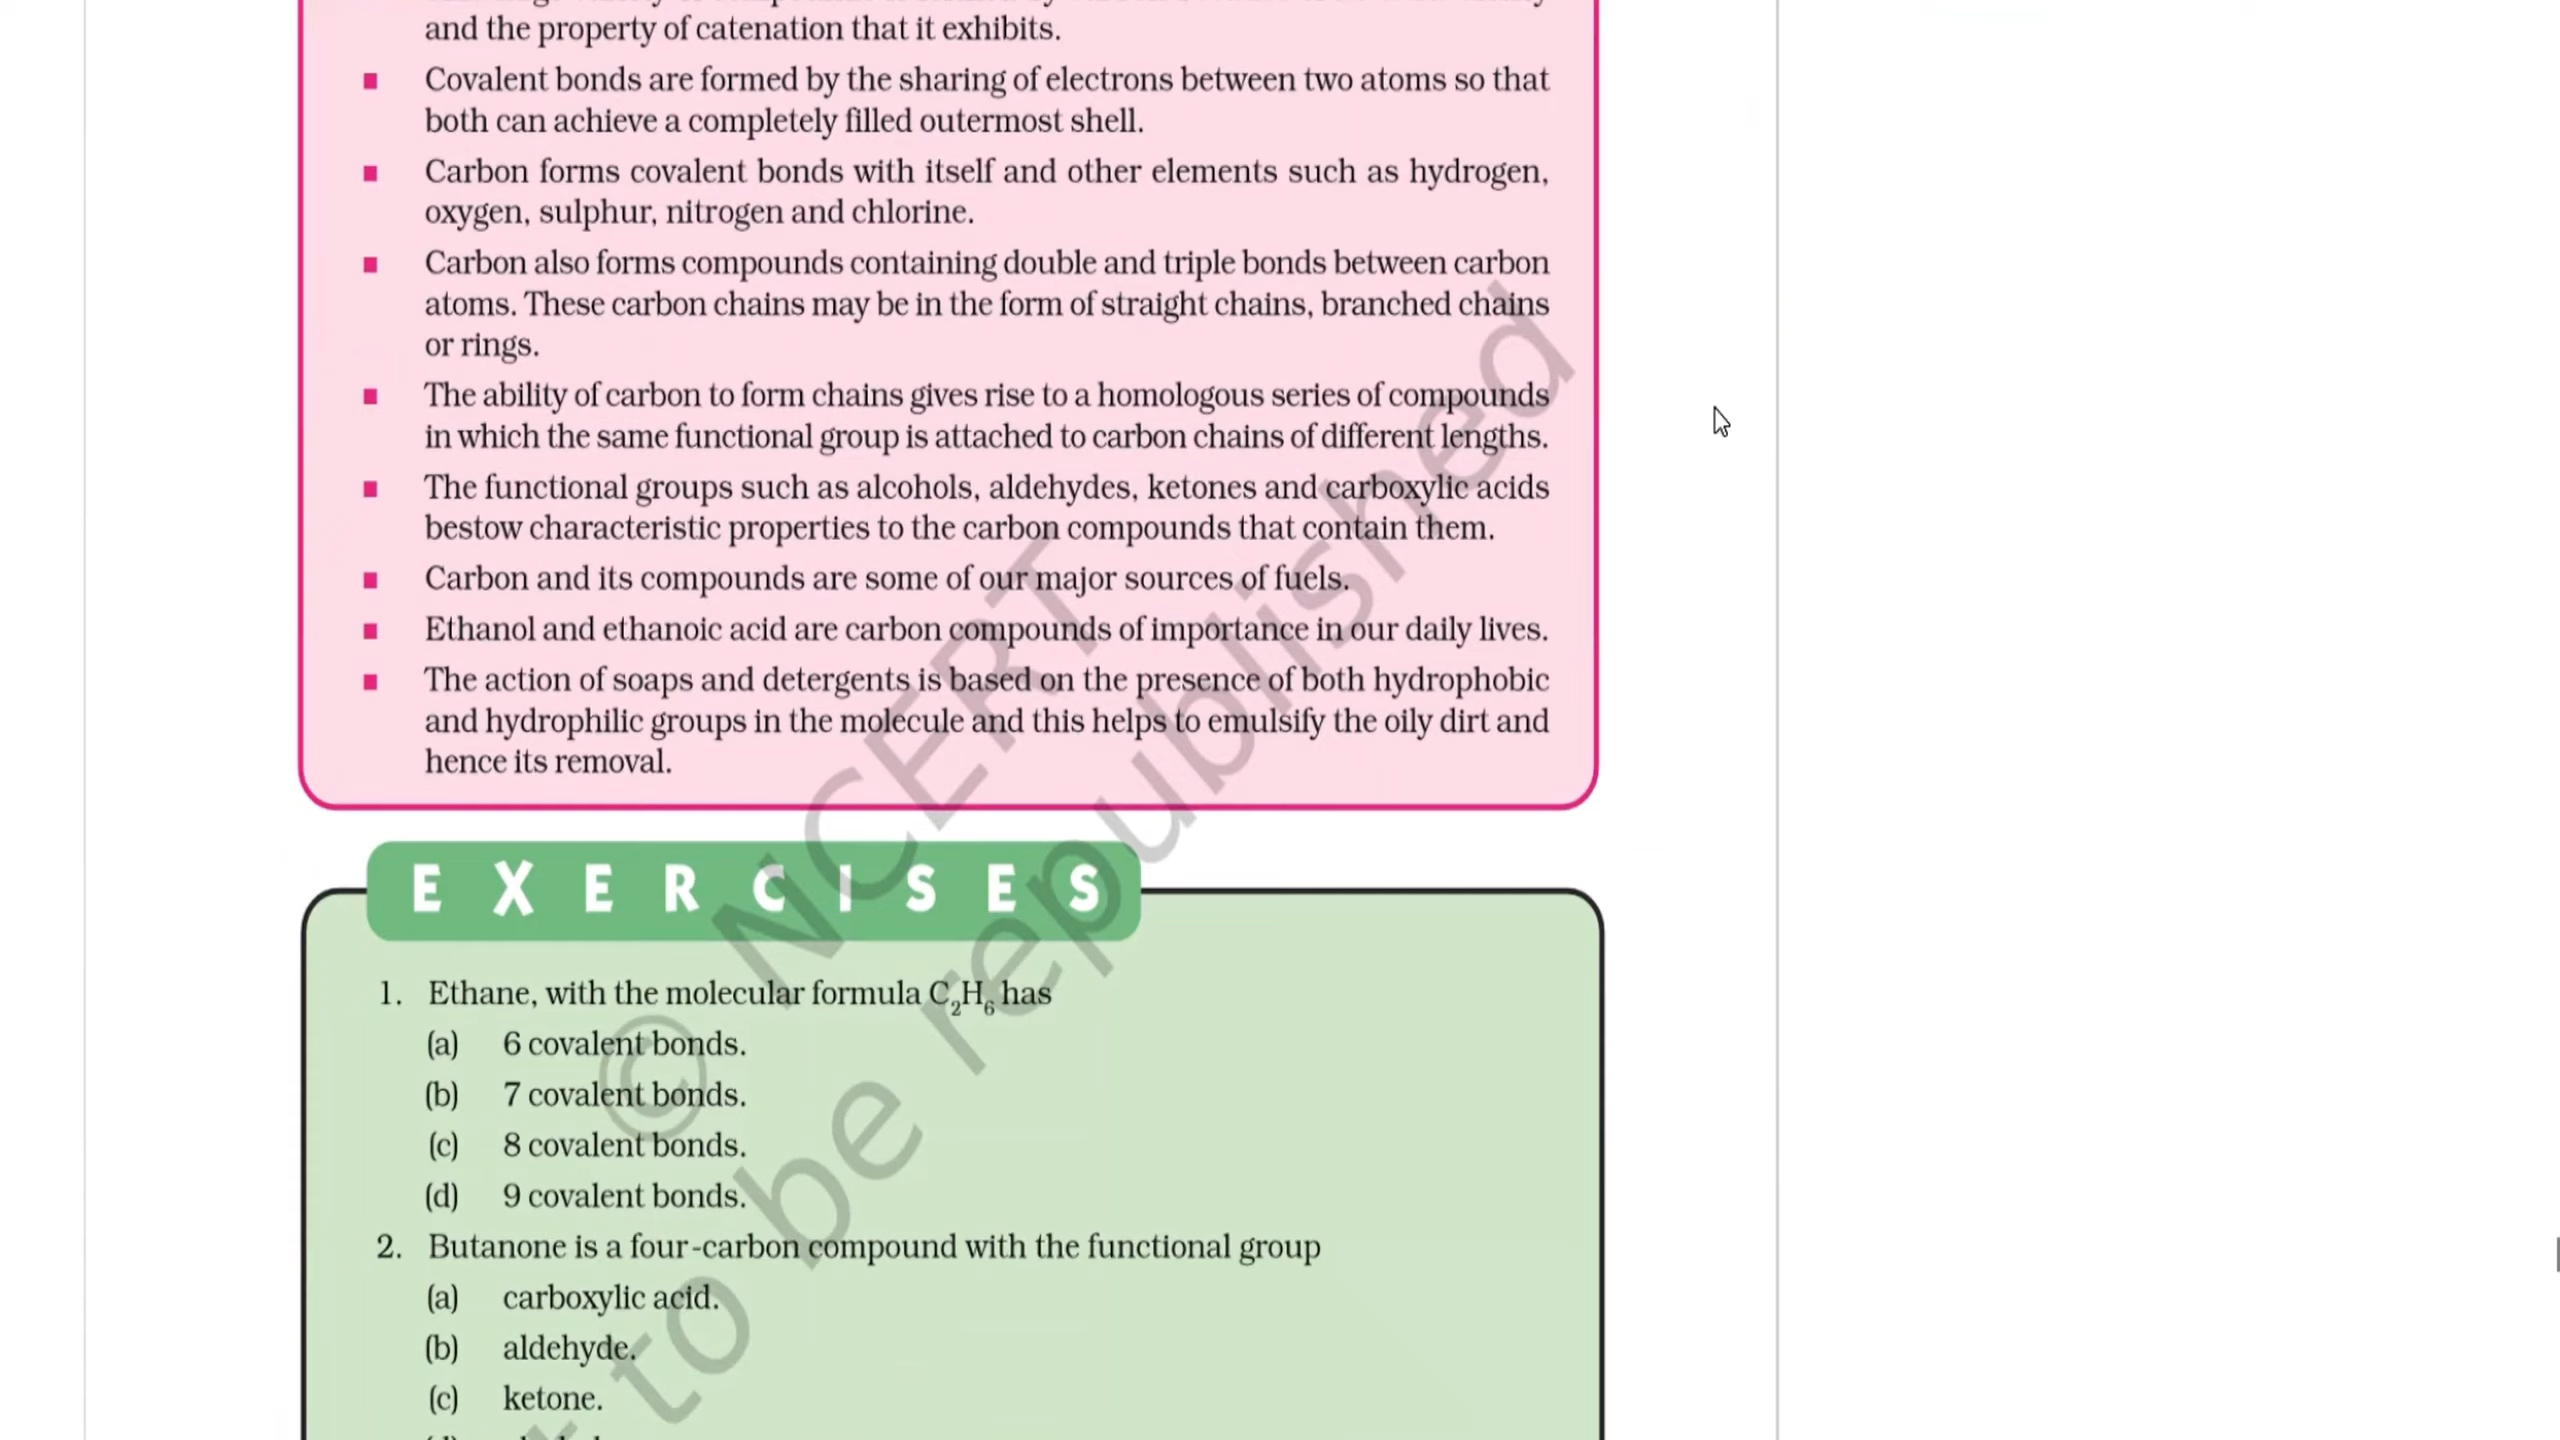 and the property of catenation that it exhibits.
■ Covalent bonds are formed by the sharing of electrons between two atoms so that
both can achieve a completely filled outermost shell.
■ Carbon forms covalent bonds with itself and other elements such as hydrogen,
oxygen, sulphur, nitrogen and chlorine.
■ Carbon also forms compounds containing double and triple bonds between carbon
atoms. These carbon chains may be in the form of straight chains, branched chains
or rings.
■ The ability of carbon to form chains gives rise to a homologous series of compounds
in which the same functional group is attached to carbon chains of different lengths.
■ The functional groups such as alcohols, aldehydes, ketones and carboxylic acids
bestow characteristic properties to the carbon compounds that contain them.
■ Carbon and its compounds are some of our major sources of fuels.
■ Ethanol and ethanoic acid are carbon compounds of importance in our daily lives.
■ The action of soaps and detergents is based on the presence of both hydrophobic
and hydrophilic groups in the molecule and this helps to emulsify the oily dirt and
hence its removal.
EXERCISES
1. Ethane, with the molecular formula C₂H₆ has
(a) 6 covalent bonds.
(b) 7 covalent bonds.
(c) 8 covalent bonds.
(d) 9 covalent bonds.
2. Butanone is a four-carbon compound with the functional group
(a) carboxylic acid.
(b) aldehyde.
(c) ketone.
© NCERT
to be republished